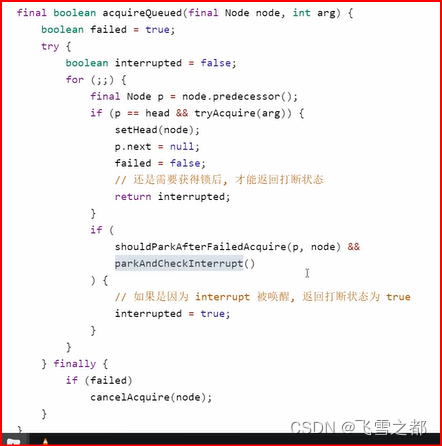 final boolean acquireQueued(final Node node, int arg) {
    boolean failed = true;
    try {
        boolean interrupted = false;
        for (;;) {
            final Node p = node.predecessor();
            if (p == head && tryAcquire(arg)) {
                setHead(node);
                p.next = null;
                failed = false;
                // 还是需要获得锁后, 才能返回打断状态
                return interrupted;
            }
            if (
                shouldParkAfterFailedAcquire(p, node) &&
                parkAndCheckInterrupt()
            ) {
                // 如果是因为 interrupt 被唤醒, 返回打断状态为 true
                interrupted = true;
            }
        }
    } finally {
        if (failed)
            cancelAcquire(node);
    }
}
CSDN @飞雪之都